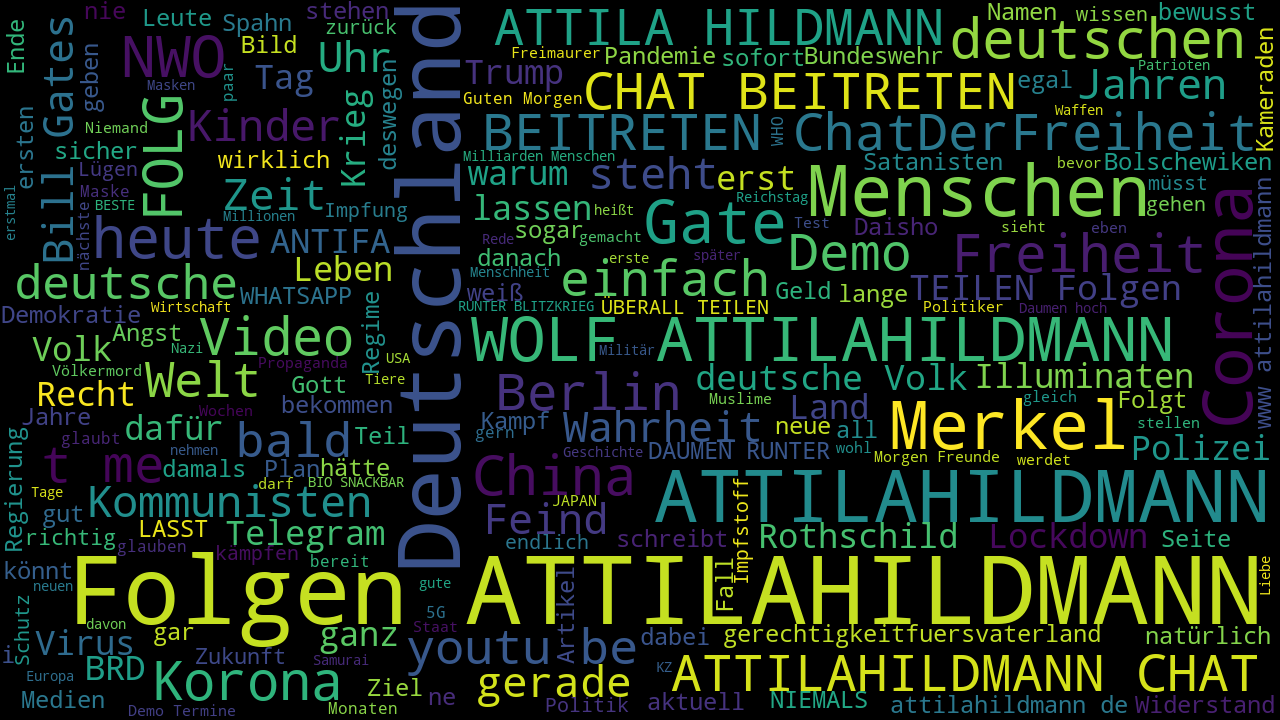 nie
Leute
Spahn
stehen
ATTILA HILDMANN
Namen
wissen
bewusst
Ende
NWO
Bild
zurück
Uhr
Freimaurer
Pandemie
sofort
Bundeswehr
deutschen
Patrioten
Gates
geben
Masken
paar
Tag
deswegen
Trump
Guten Morgen
CHAT BEITRETEN
egal
Jahren
Kameraden
ersten
Niemand
FOLG
Kinder
Krieg
BEITRETEN
WHO
ChatDerFreiheit
Waffen
sicher
Lügen
wirklich
Milliarden Menschen
warum
steht
erst
Satanisten
bevor
Bolschewiken
Bill
Maske
BESTE
Zeit
Millionen
Impfung
Deutschland
lassen
heißt
Reichstag
Menschen
müsst
gehen
erstmal
nächste
heute
ANTIFA
sogar
gemacht
Rede
Gate
Test
Daisho
sieht
eben
Corona
www attilahildmann
deutsche
Leben
danach
erste
später
Demo
Freiheit
Menschheit
einfach
WHATSAPP
weiß
Geld
lange
TEILEN Folgen
Demokratie
Wirtschaft
Regime
RUNTER BLITZKRIEG
ÜBERALL TEILEN
Politiker
Daumen hoch
Angst
Video
WOLF ATTILAHILDMANN
Volk
Nazi
Militär
Propaganda
USA
Völkermord
Welt
Gott
Tiere
Berlin
deutsche Volk
Illuminaten
Recht
Muslime
gleich
Folgt
Jahre
Wochen
bekommen
Kampf
Wahrheit
Land
neue
all
Merkel
stellen
dafür
gern
glaubt
bald
Teil
Geschichte
DAUMEN RUNTER
wohl
Polizei
nehmen
Regierung
t me
damals
Plan
hätte
China
Morgen Freunde
werdet
darf
BIO SNACKBAR
Tage
Kommunisten
JAPAN
ATTILAHILDMANN
gut
Feind
Impfstoff
LASST
Telegram
richtig
schreibt
Rothschild
Lockdown
Seite
endlich
glauben
kämpfen
bereit
könnt
Folgen ATTILAHILDMANN
neuen
gute
Artikel
Fall
Liebe
Schutz
davon
5G
Staat
Virus
gar
ganz
youtu be
dabei
gerechtigkeitfuersvaterland
natürlich
i
Zukunft
Samurai
Europa
BRD
Korona
KZ
ATTILAHILDMANN CHAT
Ziel
gerade
Medien
Demo Termine
Monaten
ne
Politik
aktuell
NIEMALS
attilahildmann de
Widerstand